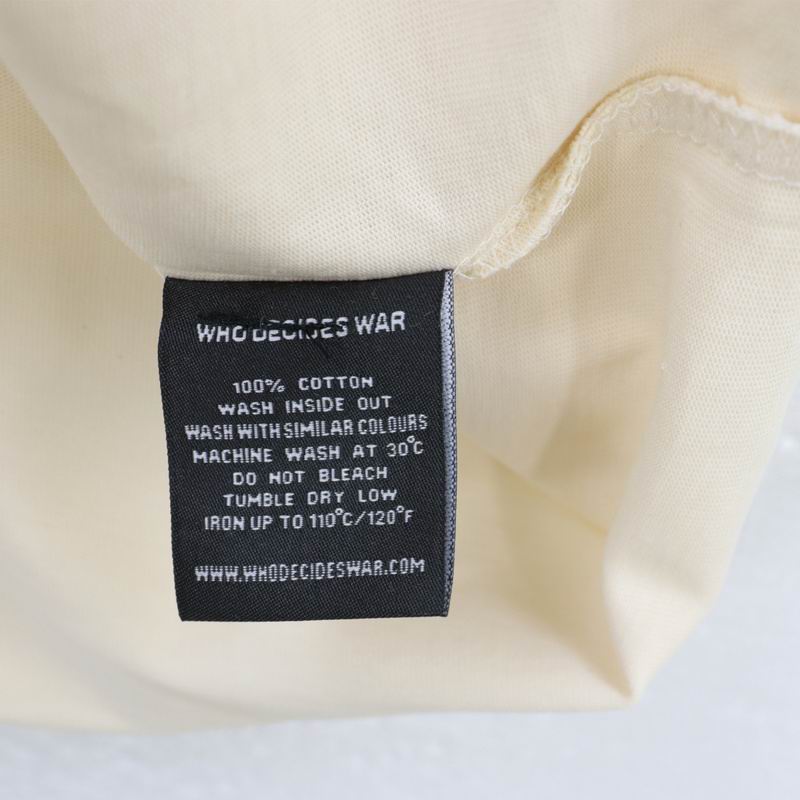 WHO DECIDES WAR
100% COTTON
WASH INSIDE OUT
WASH WITH SIMILAR COLOURS
MACHINE WASH AT 30°C
DO NOT BLEACH
TUMBLE DRY LOW
IRON UP TO 110°C/120°F
WWW.WHODECIDESWAR.COM